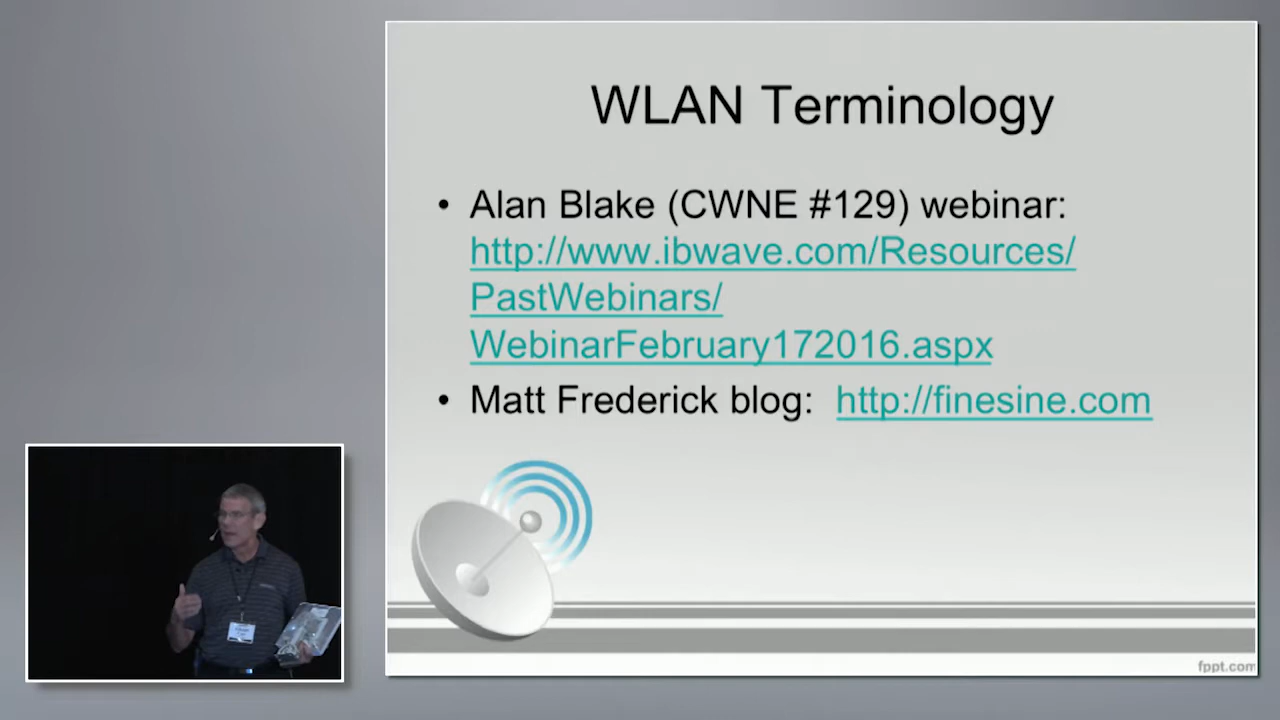 WLAN Terminology
• Alan Blake (CWNE #129) webinar:
http://www.ibwave.com/Resources/
PastWebinars/
WebinarFebruary172016.aspx
• Matt Frederick blog: http://finesine.com
fppt.com